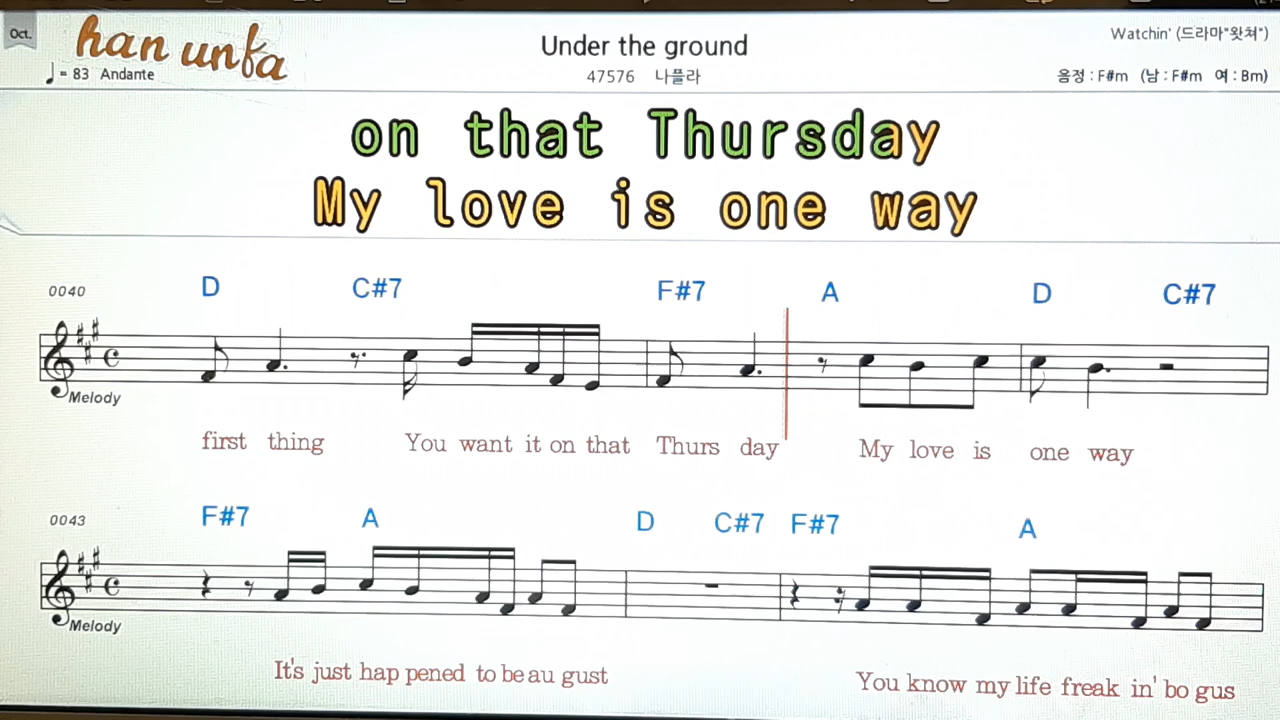 Oct.
han unfa
♩= 83 Andante
Under the ground
47576 나플라
Watchin' (드라마"왓쳐")
음정 : F#m (남 : F#m 여 : Bm)
on that Thursday
My love is one way
0040
D C#7 F#7 A D C#7
Melody
first thing You want it on that Thurs day My love is one way
0043
F#7 A D C#7 F#7 A
Melody
It's just hap pened to be au gust You know my life freak in' bo gus